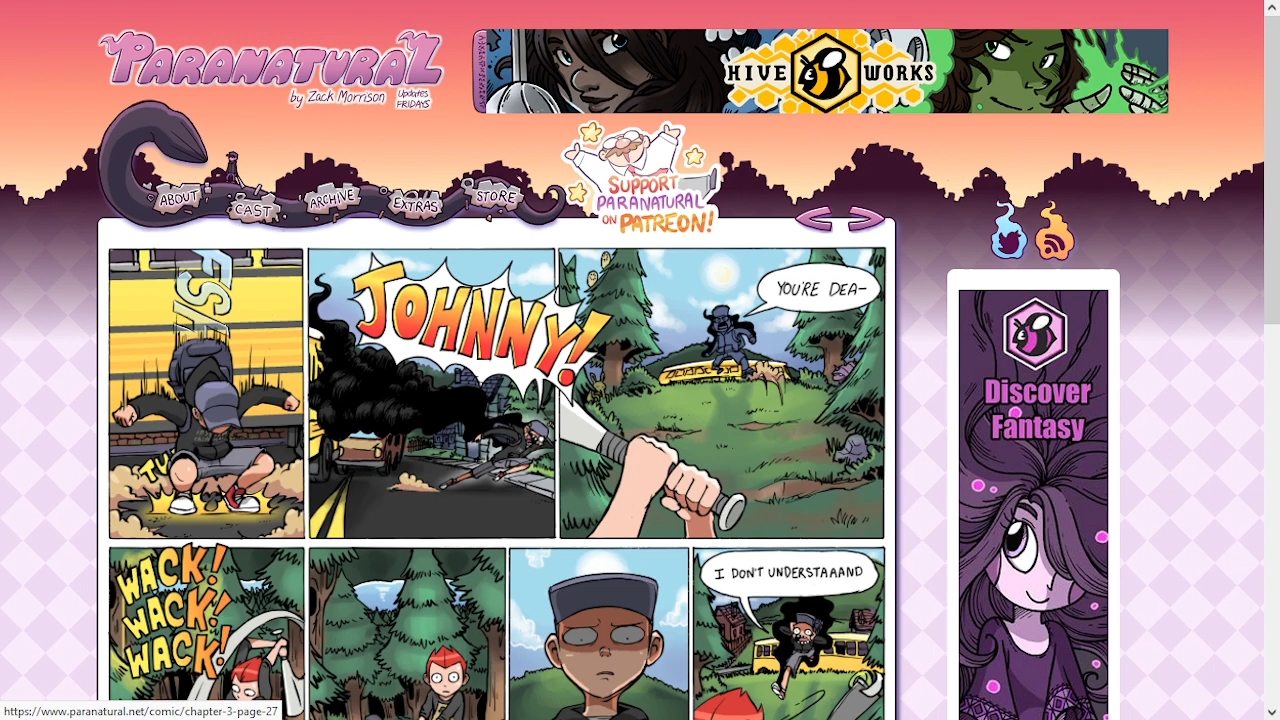 PARANATURAL
by Zack Morrison
Updates
FRIDAYS
HIVE WORKS
ABOUT
CAST
ARCHIVE
EXTRAS
STORE
SUPPORT
PARANATURAL
ON PATREON!
JOHNNY!
YOU'RE DEA-
WACK!
WACK!
WACK!
I DON'T UNDERSTAAAND
Discover
Fantasy
https://www.paranatural.net/comic/chapter-3-page-27